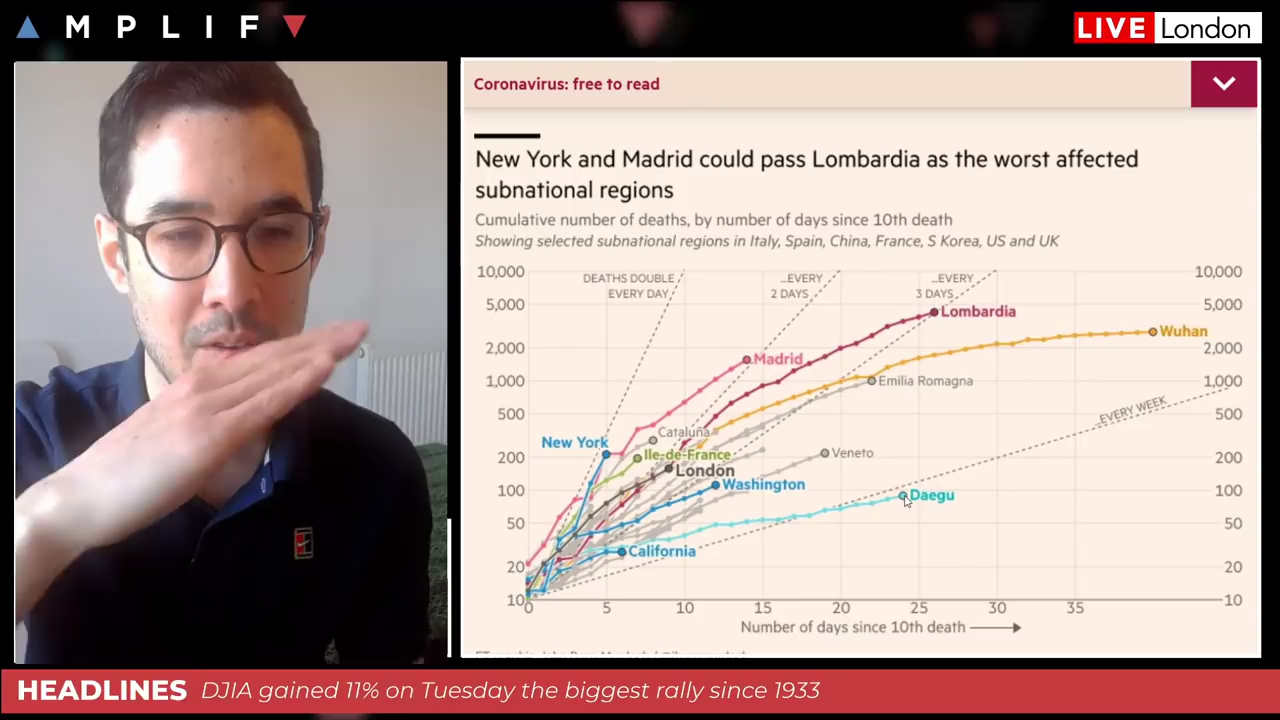 AMPLIFY
LIVE London
Coronavirus: free to read
New York and Madrid could pass Lombardia as the worst affected
subnational regions
Cumulative number of deaths, by number of days since 10th death
Showing selected subnational regions in Italy, Spain, China, France, S Korea, US and UK
10,000 DEATHS DOUBLE ...EVERY ...EVERY 10,000
EVERY DAY 2 DAYS 3 DAYS
5,000 Lombardia 5,000
Wuhan
2,000 Madrid 2,000
1,000 Emilia Romagna 1,000
500 EVERY WEEK 500
New York Cataluña
200 Ile-de-France Veneto 200
London
100 Washington Daegu 100
50 50
California
20 20
10 10
0 5 10 15 20 25 30 35
Number of days since 10th death
HEADLINES DJIA gained 11% on Tuesday the biggest rally since 1933